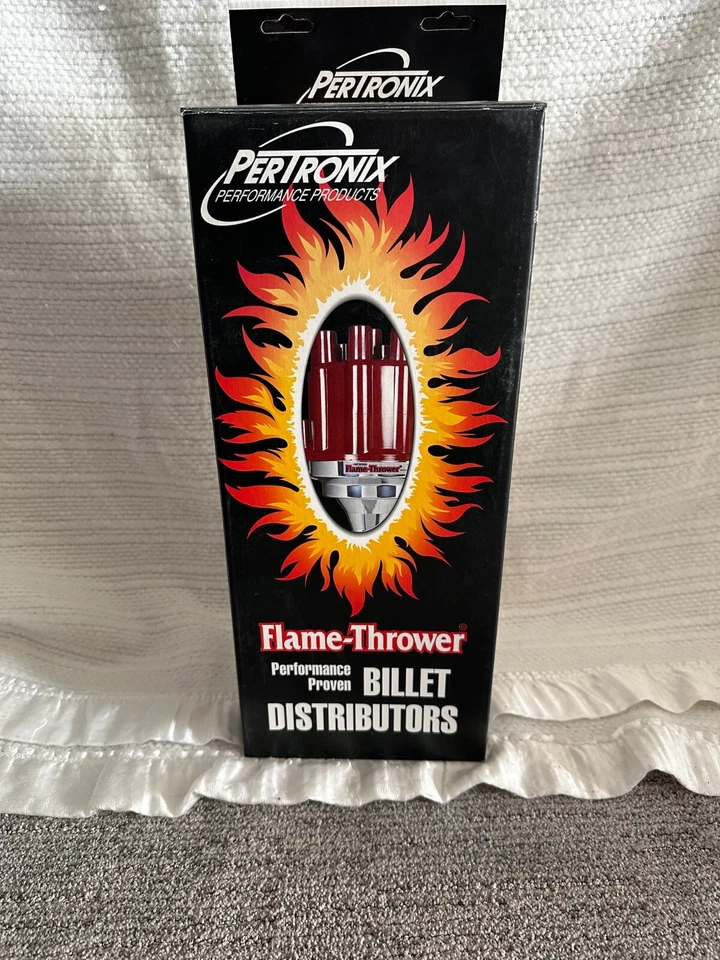 PERTRONIX
PERTRONIX
PERFORMANCE PRODUCTS
Flame-Thrower
Flame-Thrower®
Performance
Proven BILLET
DISTRIBUTORS